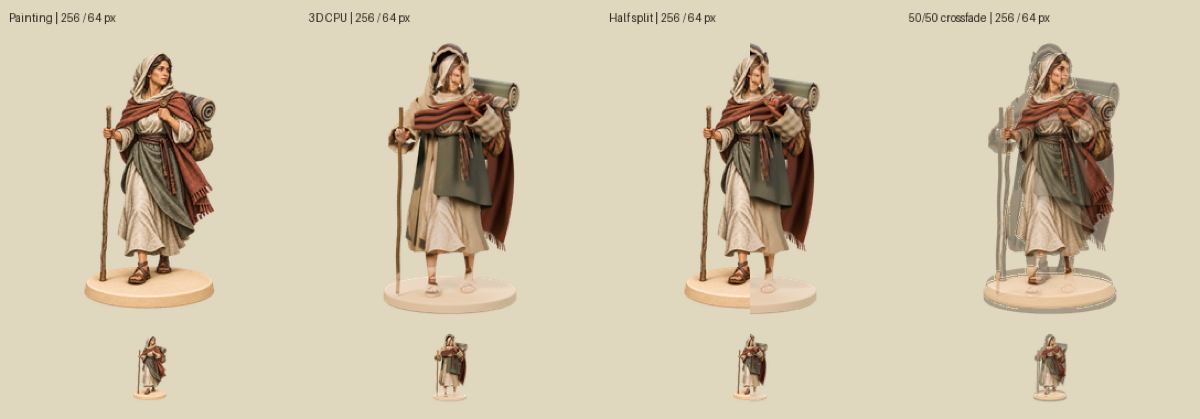 Painting | 256 / 64 px
3D CPU | 256 / 64 px
Half split | 256 / 64 px
50/50 crossfade | 256 / 64 px